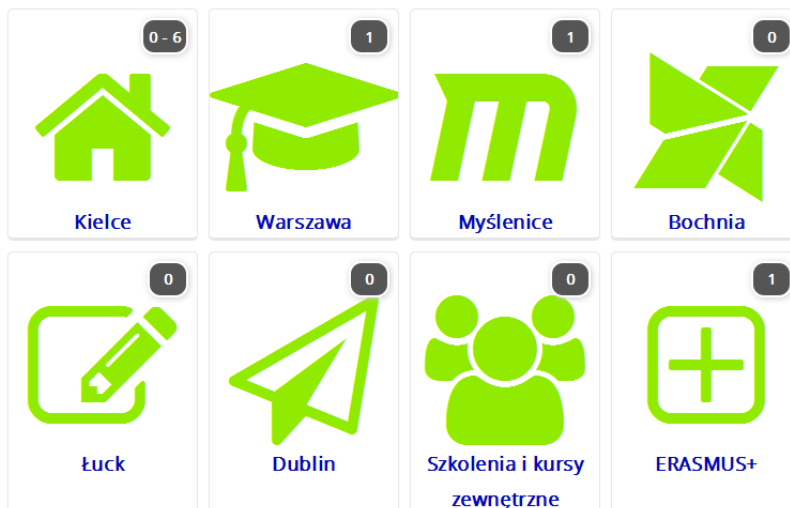 0 - 6
1
1
0
Kielce
Warszawa
Myślenice
Bochnia
0
0
0
1
Łuck
Dublin
Szkolenia i kursy
zewnętrzne
ERASMUS+